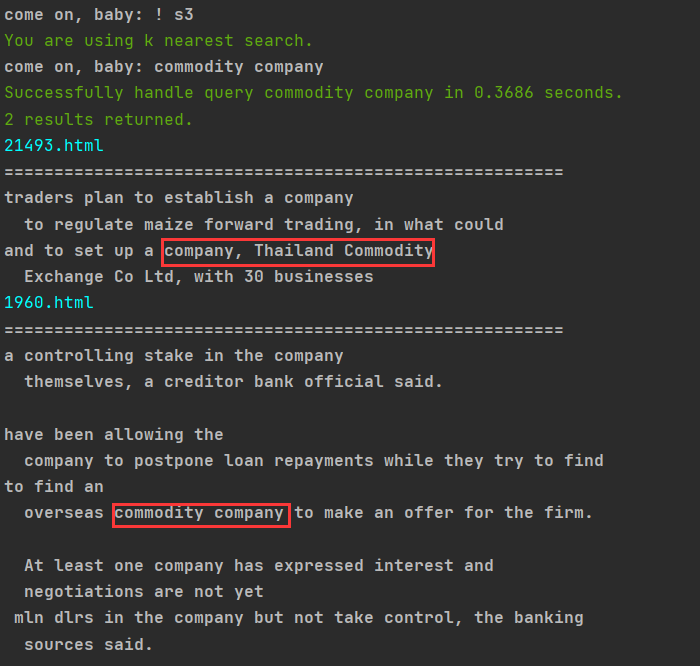 come on, baby: ! s3
You are using k nearest search.
come on, baby: commodity company
Successfully handle query commodity company in 0.3686 seconds.
2 results returned.
21493.html
========================================================
traders plan to establish a company
  to regulate maize forward trading, in what could
and to set up a company, Thailand Commodity
  Exchange Co Ltd, with 30 businesses
1960.html
========================================================
a controlling stake in the company
  themselves, a creditor bank official said.

have been allowing the
  company to postpone loan repayments while they try to find
to find an
  overseas commodity company to make an offer for the firm.

  At least one company has expressed interest and
  negotiations are not yet
 mln dlrs in the company but not take control, the banking
  sources said.